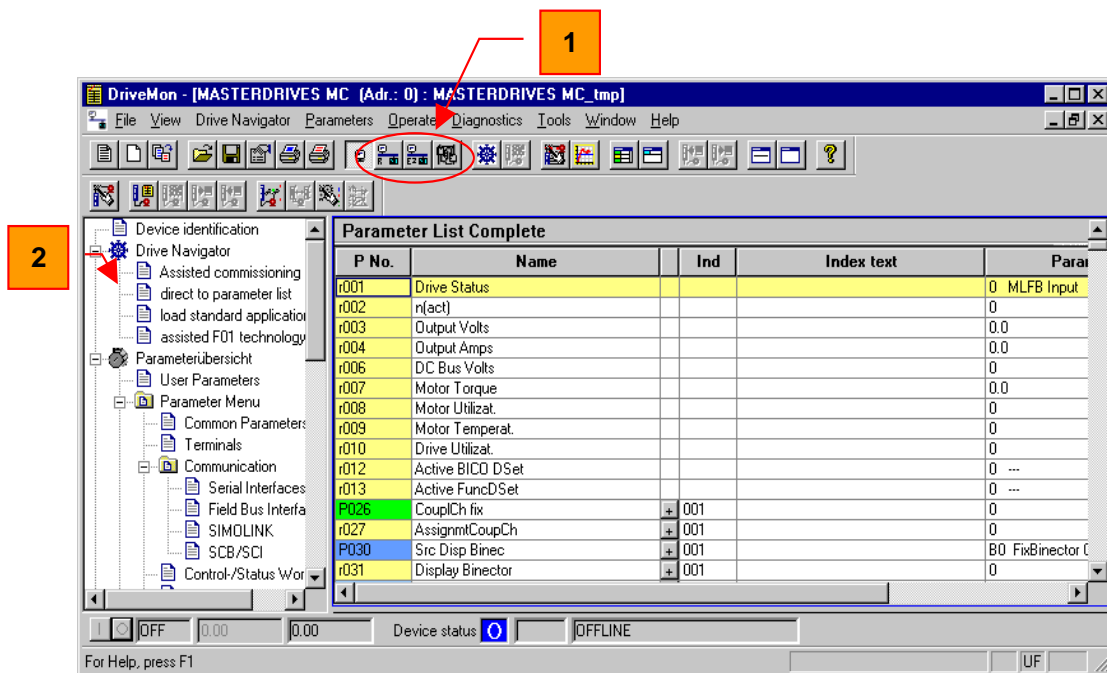 1
DriveMon - [MASTERDRIVES MC (Adr.: 0) : MASTERDRIVES MC_tmp]
File View Drive Navigator Parameters Operate Diagnostics Tools Window Help
2
Device identification
Drive Navigator
Assisted commissioning
direct to parameter list
load standard application
assisted F01 technology
Parameterübersicht
User Parameters
Parameter Menu
Common Parameters
Terminals
Communication
Serial Interfaces
Field Bus Interfa
SIMOLINK
SCB/SCI
Control-/Status Wor
Parameter List Complete
P No. Name Ind Index text Parar
r001 Drive Status 0 MLFB Input
r002 n(act) 0
r003 Output Volts 0.0
r004 Output Amps 0.0
r006 DC Bus Volts 0
r007 Motor Torque 0.0
r008 Motor Utilizat. 0
r009 Motor Temperat. 0
r010 Drive Utilizat. 0
r012 Active BICO DSet 0 ---
r013 Active FuncDSet 0 ---
P026 CouplCh fix + 001 0
r027 AssignmtCoupCh + 001 0
P030 Src Disp Binec + 001 B0 FixBinector 0
r031 Display Binector + 001 0
OFF 0.00 0.00 Device status OFFLINE
For Help, press F1 UF